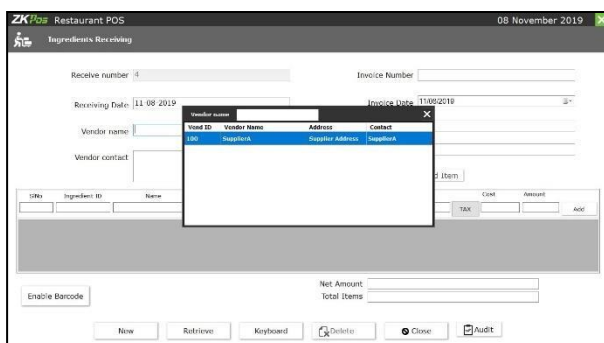 ZKPos Restaurant POS 08 November 2019 X
Ingredients Receiving
Receive number 4 Invoice Number
Receiving Date 11-08-2019 Invoice Date 11/08/2019
Vendor name
Vendor contact
Vendor name X
Vend ID Vendor Name Address Contact
100 SupplierA Supplier Address SupplierA
d Item
SlNo Ingredient ID Name Cost Amount
TAX Add
Net Amount
Enable Barcode Total Items
New Retrieve Keyboard Delete Close Audit